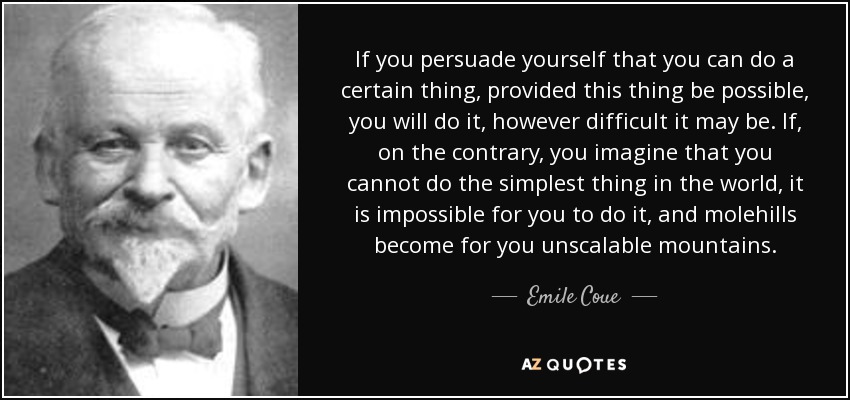 If you persuade yourself that you can do a
certain thing, provided this thing be possible,
you will do it, however difficult it may be. If,
on the contrary, you imagine that you
cannot do the simplest thing in the world, it
is impossible for you to do it, and molehills
become for you unscalable mountains.
Emile Coue
AZ QUOTES